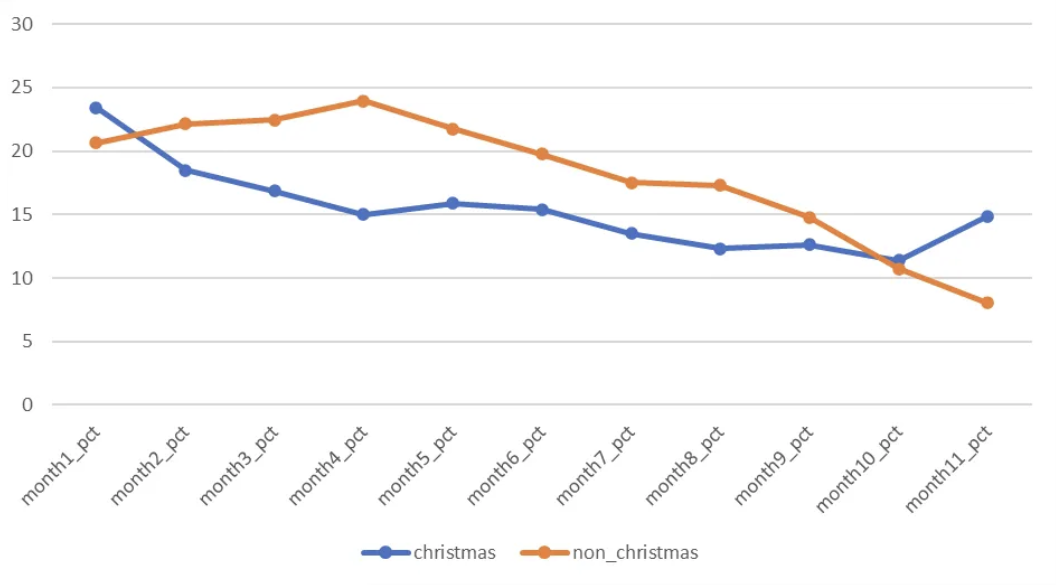 30
25
20
15
10
5
0
month1_pct
month2_pct
month3_pct
month4_pct
month5_pct
month6_pct
month7_pct
month8_pct
month9_pct
month10_pct
month11_pct
christmas non_christmas